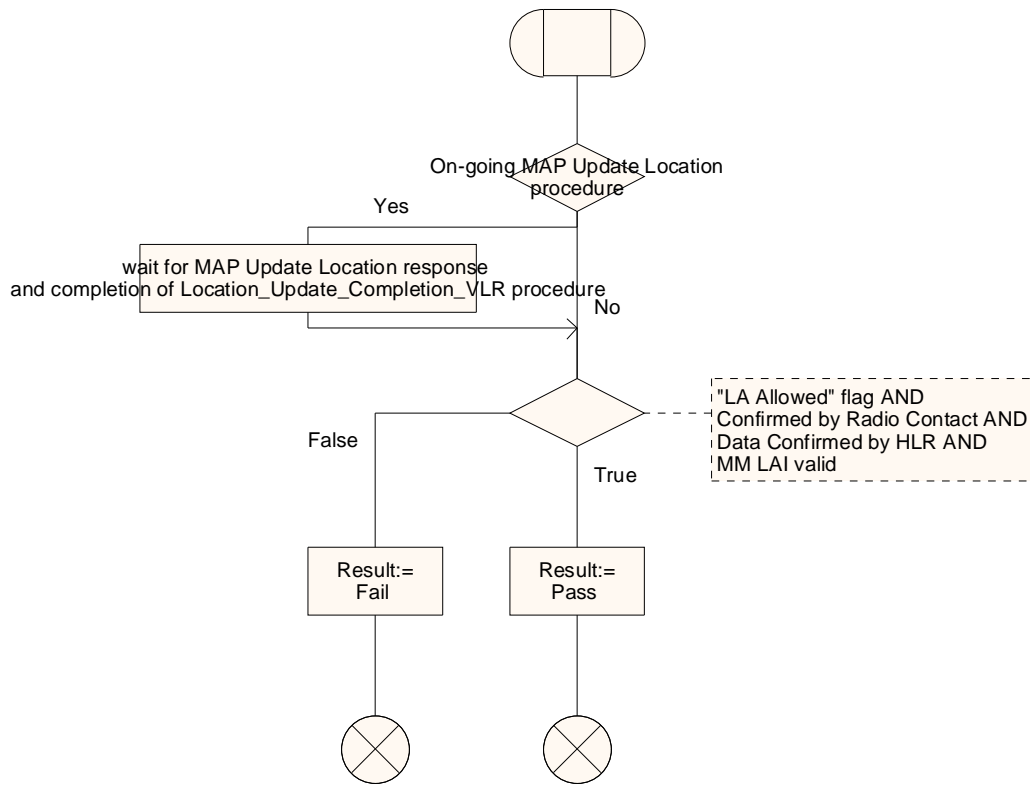 On-going MAP Update Location
procedure
Yes
wait for MAP Update Location response
and completion of Location_Update_Completion_VLR procedure
No
"LA Allowed" flag AND
Confirmed by Radio Contact AND
Data Confirmed by HLR AND
MM LAI valid
False
True
Result:=
Fail
Result:=
Pass